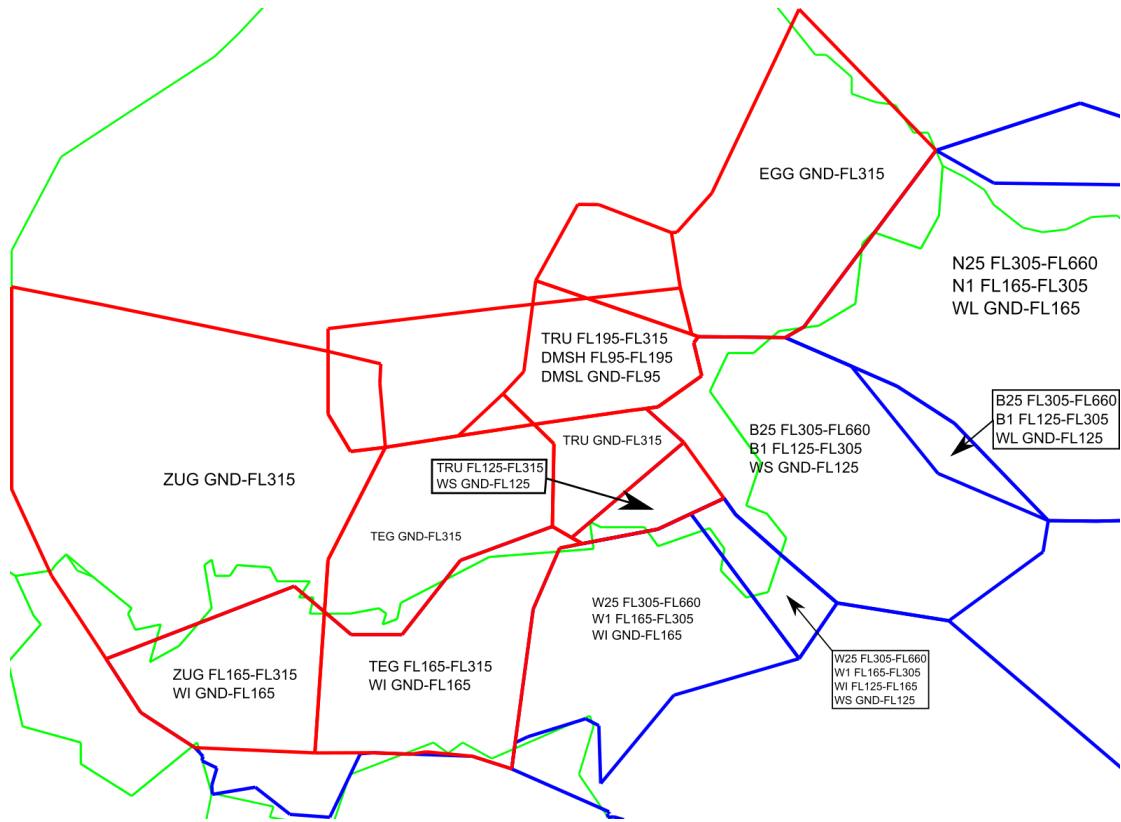 EGG GND-FL315
N25 FL305-FL660
N1 FL165-FL305
WL GND-FL165
TRU FL195-FL315
DMSH FL95-FL195
DMSL GND-FL95
B25 FL305-FL660
B1 FL125-FL305
WL GND-FL125
B25 FL305-FL660
B1 FL125-FL305
WS GND-FL125
TRU GND-FL315
TRU FL125-FL315
WS GND-FL125
ZUG GND-FL315
TEG GND-FL315
W25 FL305-FL660
W1 FL165-FL305
WI GND-FL165
ZUG FL165-FL315
WI GND-FL165
TEG FL165-FL315
WI GND-FL165
W25 FL305-FL660
W1 FL165-FL305
WI FL125-FL165
WS GND-FL125